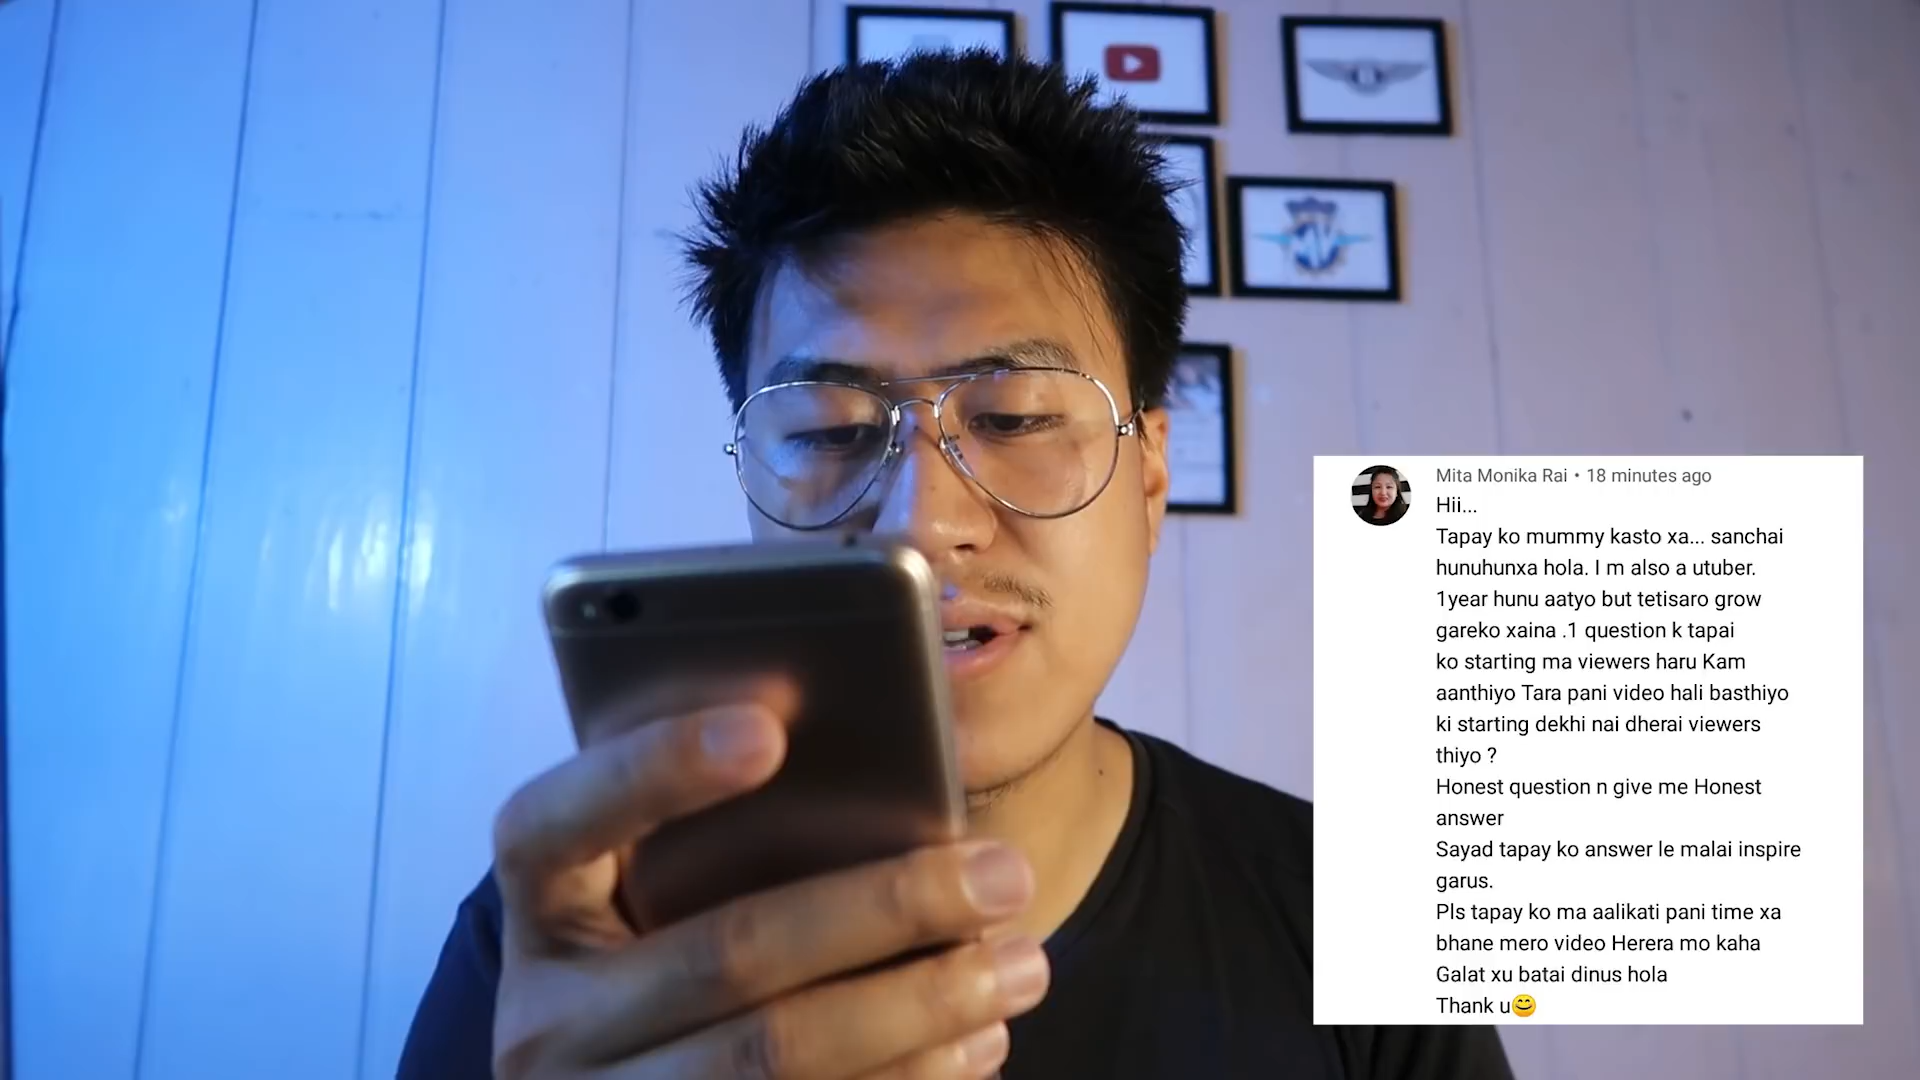 Mita Monika Rai • 18 minutes ago
Hii...
Tapay ko mummy kasto xa... sanchai
hunuhunxa hola. I m also a utuber.
1year hunu aatyo but tetisaro grow
gareko xaina .1 question k tapai
ko starting ma viewers haru Kam
aanthiyo Tara pani video hali basthiyo
ki starting dekhi nai dherai viewers
thiyo ?
Honest question n give me Honest
answer
Sayad tapay ko answer le malai inspire
garus.
Pls tapay ko ma aalikati pani time xa
bhane mero video Herera mo kaha
Galat xu batai dinus hola
Thank u😊
MV